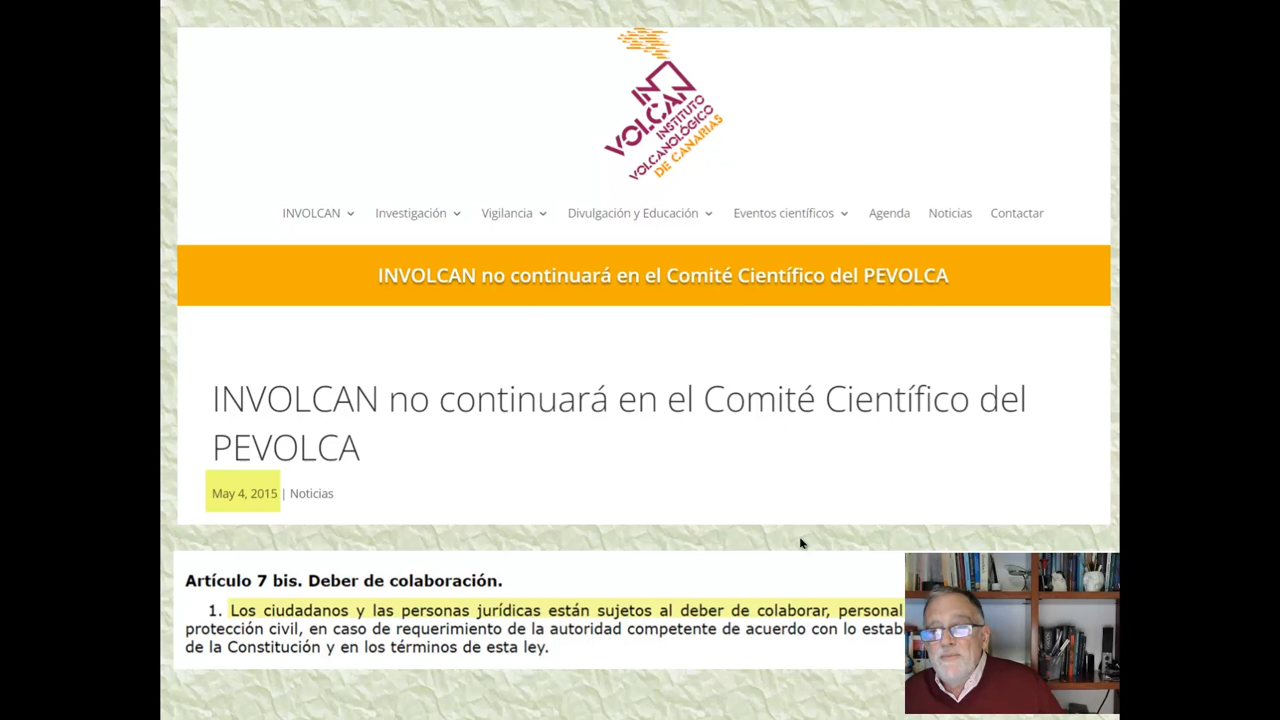 IN
VOLCAN
INSTITUTO
VOLCANOLÓGICO
DE CANARIAS
INVOLCAN Investigación Vigilancia Divulgación y Educación Eventos científicos Agenda Noticias Contactar
INVOLCAN no continuará en el Comité Científico del PEVOLCA
INVOLCAN no continuará en el Comité Científico del
PEVOLCA
May 4, 2015 | Noticias
Artículo 7 bis. Deber de colaboración.
1. Los ciudadanos y las personas jurídicas están sujetos al deber de colaborar, personal
protección civil, en caso de requerimiento de la autoridad competente de acuerdo con lo estab
de la Constitución y en los términos de esta ley.